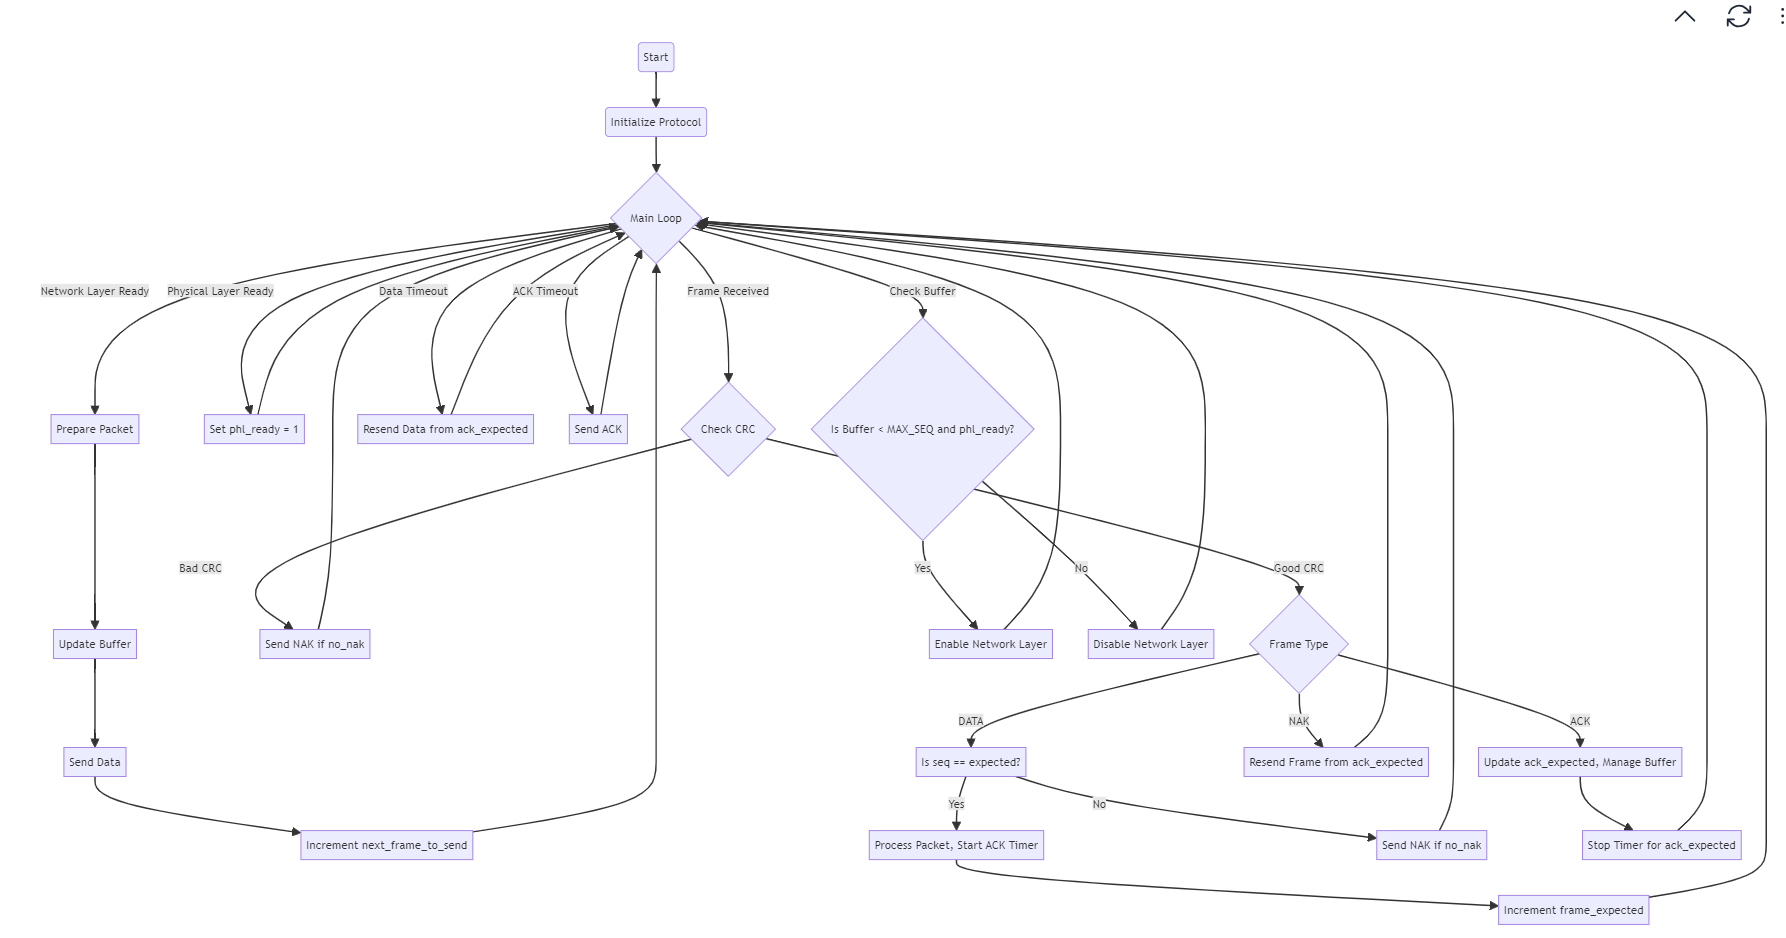 Start
Initialize Protocol
Main Loop
Network Layer Ready
Physical Layer Ready
Data Timeout
ACK Timeout
Frame Received
Check Buffer
Prepare Packet
Set phl_ready = 1
Resend Data from ack_expected
Send ACK
Check CRC
Is Buffer < MAX_SEQ and phl_ready?
Bad CRC
Yes
No
Good CRC
Update Buffer
Send NAK if no_nak
Enable Network Layer
Disable Network Layer
Frame Type
DATA
NAK
ACK
Send Data
Is seq == expected?
Resend Frame from ack_expected
Update ack_expected, Manage Buffer
Yes
No
Increment next_frame_to_send
Process Packet, Start ACK Timer
Send NAK if no_nak
Stop Timer for ack_expected
Increment frame_expected